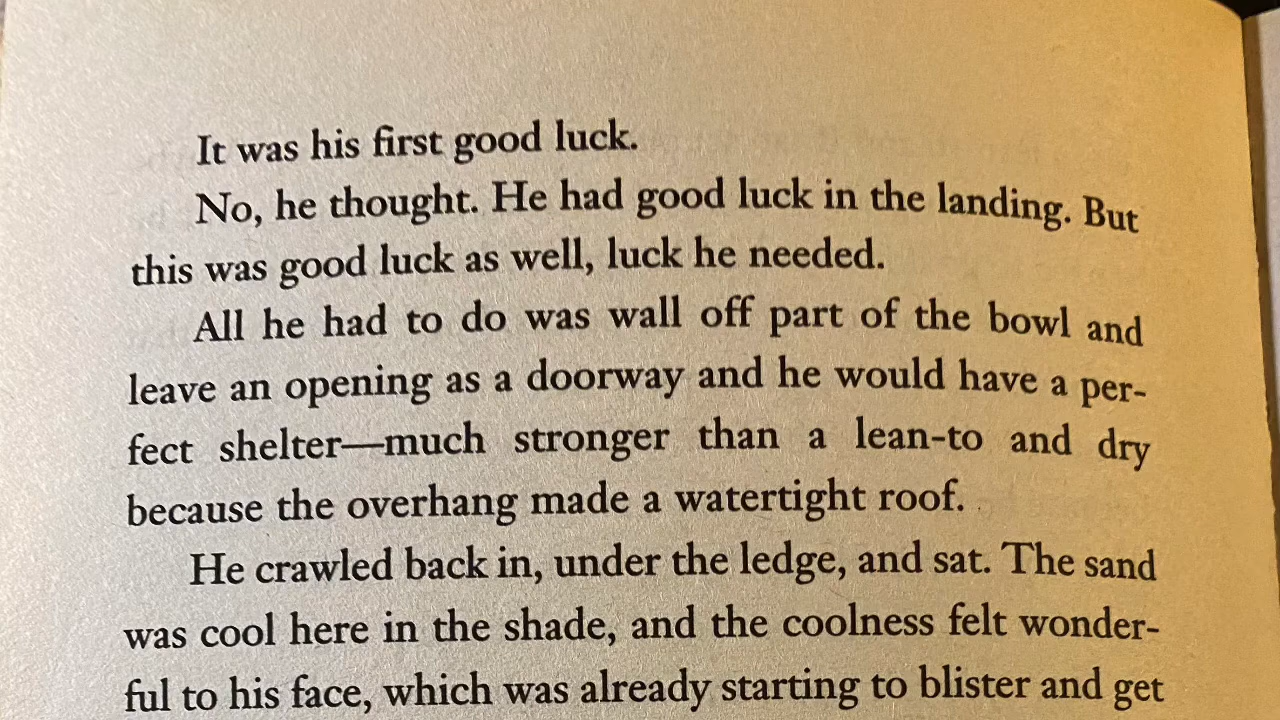 It was his first good luck.
No, he thought. He had good luck in the landing. But
this was good luck as well, luck he needed.
All he had to do was wall off part of the bowl and
leave an opening as a doorway and he would have a per-
fect shelter—much stronger than a lean-to and dry
because the overhang made a watertight roof.
He crawled back in, under the ledge, and sat. The sand
was cool here in the shade, and the coolness felt wonder-
ful to his face, which was already starting to blister and get